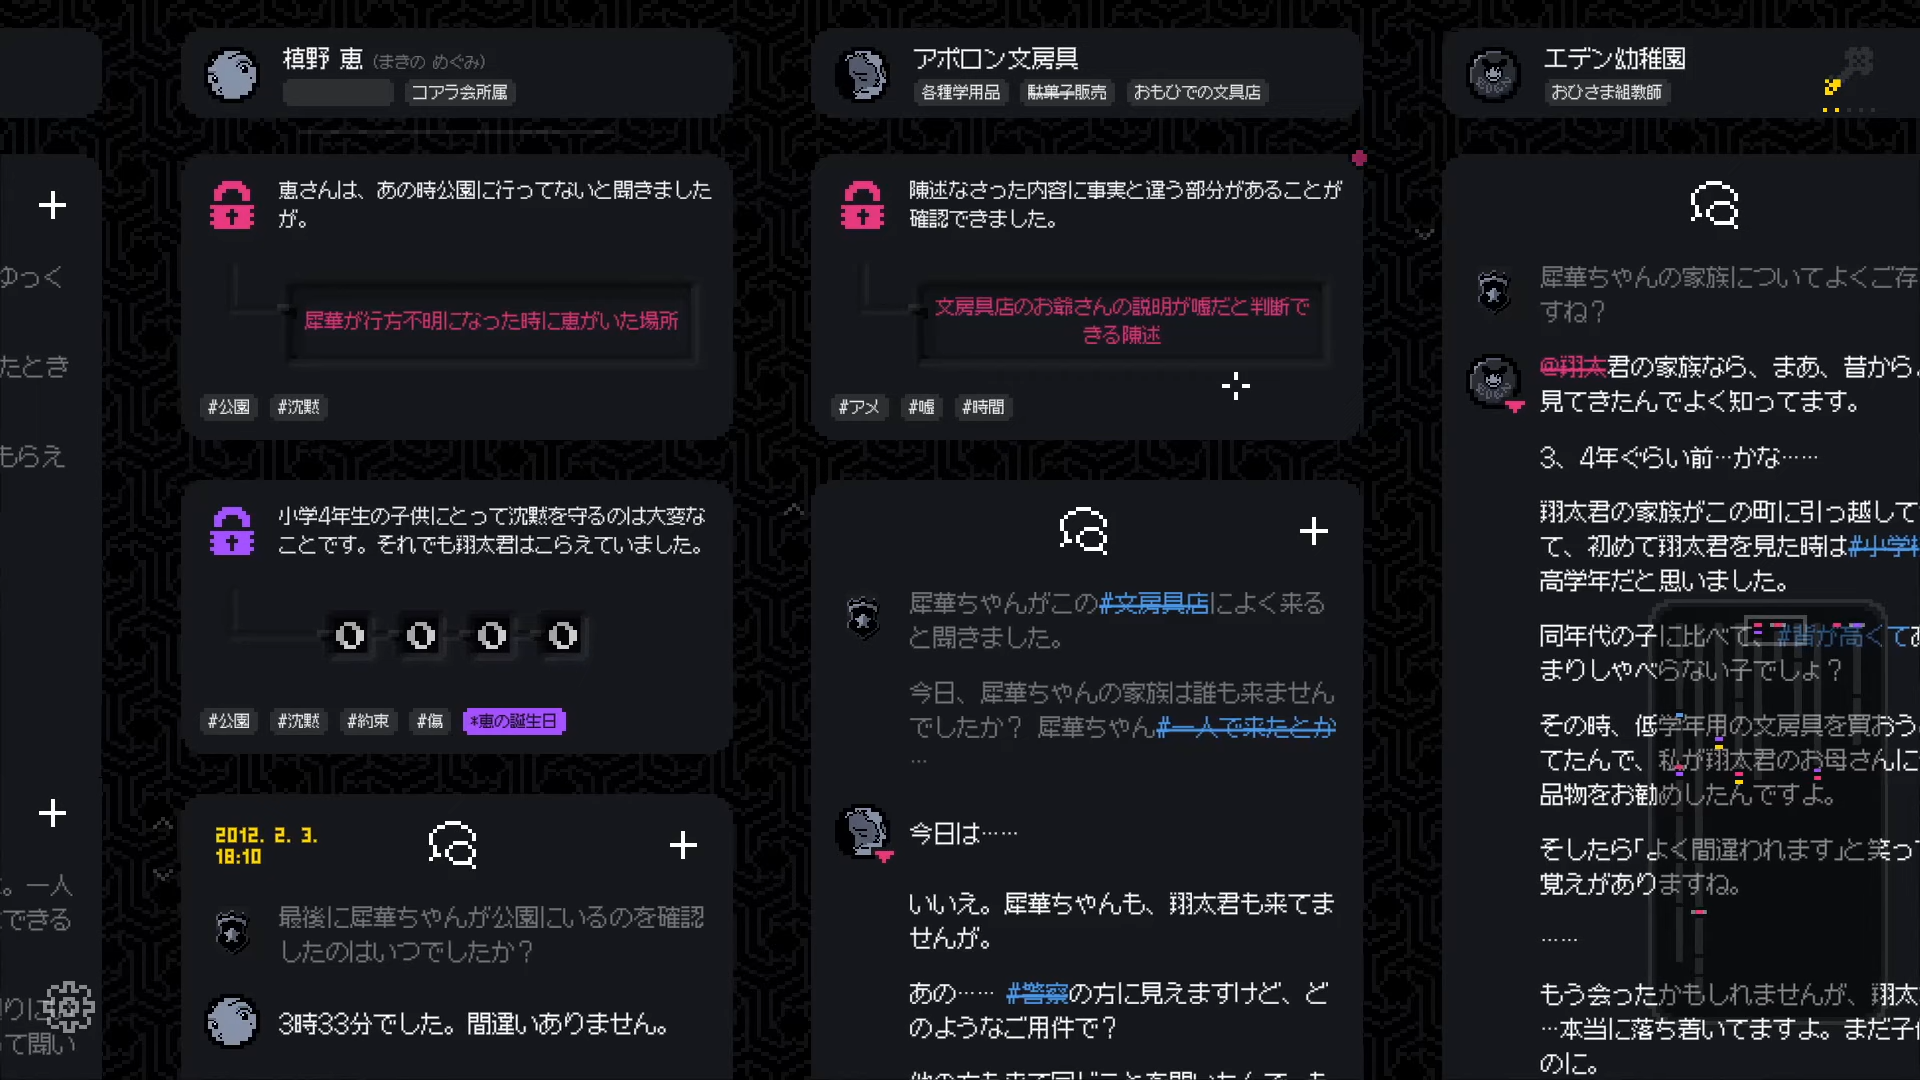 槙野 恵 (まきの めぐみ)
コアラ会所属
恵さんは、あの時公園に行ってないと聞きました
が。
犀華が行方不明になった時に恵がいた場所
#公園 #沈黙
小学4年生の子供にとって沈黙を守るのは大変な
ことです。それでも翔太君はこらえていました。
0 0 0 0
#公園 #沈黙 #約束 #傷 *恵の誕生日
2012. 2. 3.
18:10
最後に犀華ちゃんが公園にいるのを確認
したのはいつでしたか？
3時33分でした。間違いありません。
アポロン文房具
各種学用品 駄菓子販売 おもひでの文具店
陳述なさった内容に事実と違う部分があることが
確認できました。
文房具店のお爺さんの説明が嘘だと判断で
きる陳述
#アメ #嘘 #時間
犀華ちゃんがこの#文房具店によく来る
と聞きました。
今日、犀華ちゃんの家族は誰も来ません
でしたか？ 犀華ちゃん#一人で来たとか
…
今日は……
いいえ。犀華ちゃんも、翔太君も来てま
せんが。
あの…… #警察の方に見えますけど、ど
のようなご用件で？
エデン幼稚園
おひさま組教師
犀華ちゃんの家族についてよくご存
すね？
@翔太君の家族なら、まあ、昔から
見てきたんでよく知ってます。
3、4年ぐらい前…かな……
翔太君の家族がこの町に引っ越して
て、初めて翔太君を見た時は#小学
高学年だと思いました。
同年代の子に比べて、#背が高くてあ
まりしゃべらない子でしょ？
その時、低学年用の文房具を買おう
てたんで、私が翔太君のお母さんに
品物をお勧めしたんですよ。
そしたら「よく間違われます」と笑って
覚えがありますね。
……
もう会ったかもしれませんが、翔太
…本当に落ち着いてますよ。まだ子
のに。
ゆっく
たとき
もらえ
。一人
できる
って聞い